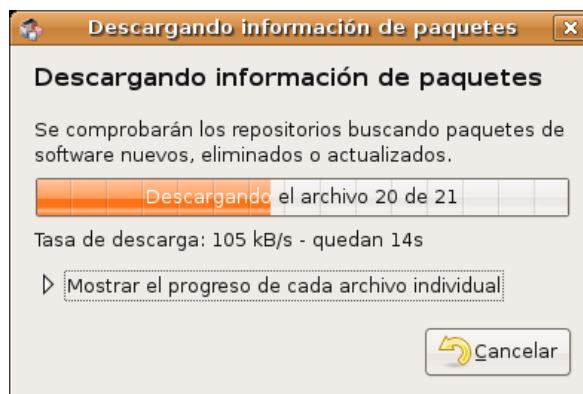 Descargando información de paquetes
Descargando información de paquetes
Se comprobarán los repositorios buscando paquetes de
software nuevos, eliminados o actualizados.
Descargando el archivo 20 de 21
Tasa de descarga: 105 kB/s - quedan 14s
Mostrar el progreso de cada archivo individual
Cancelar